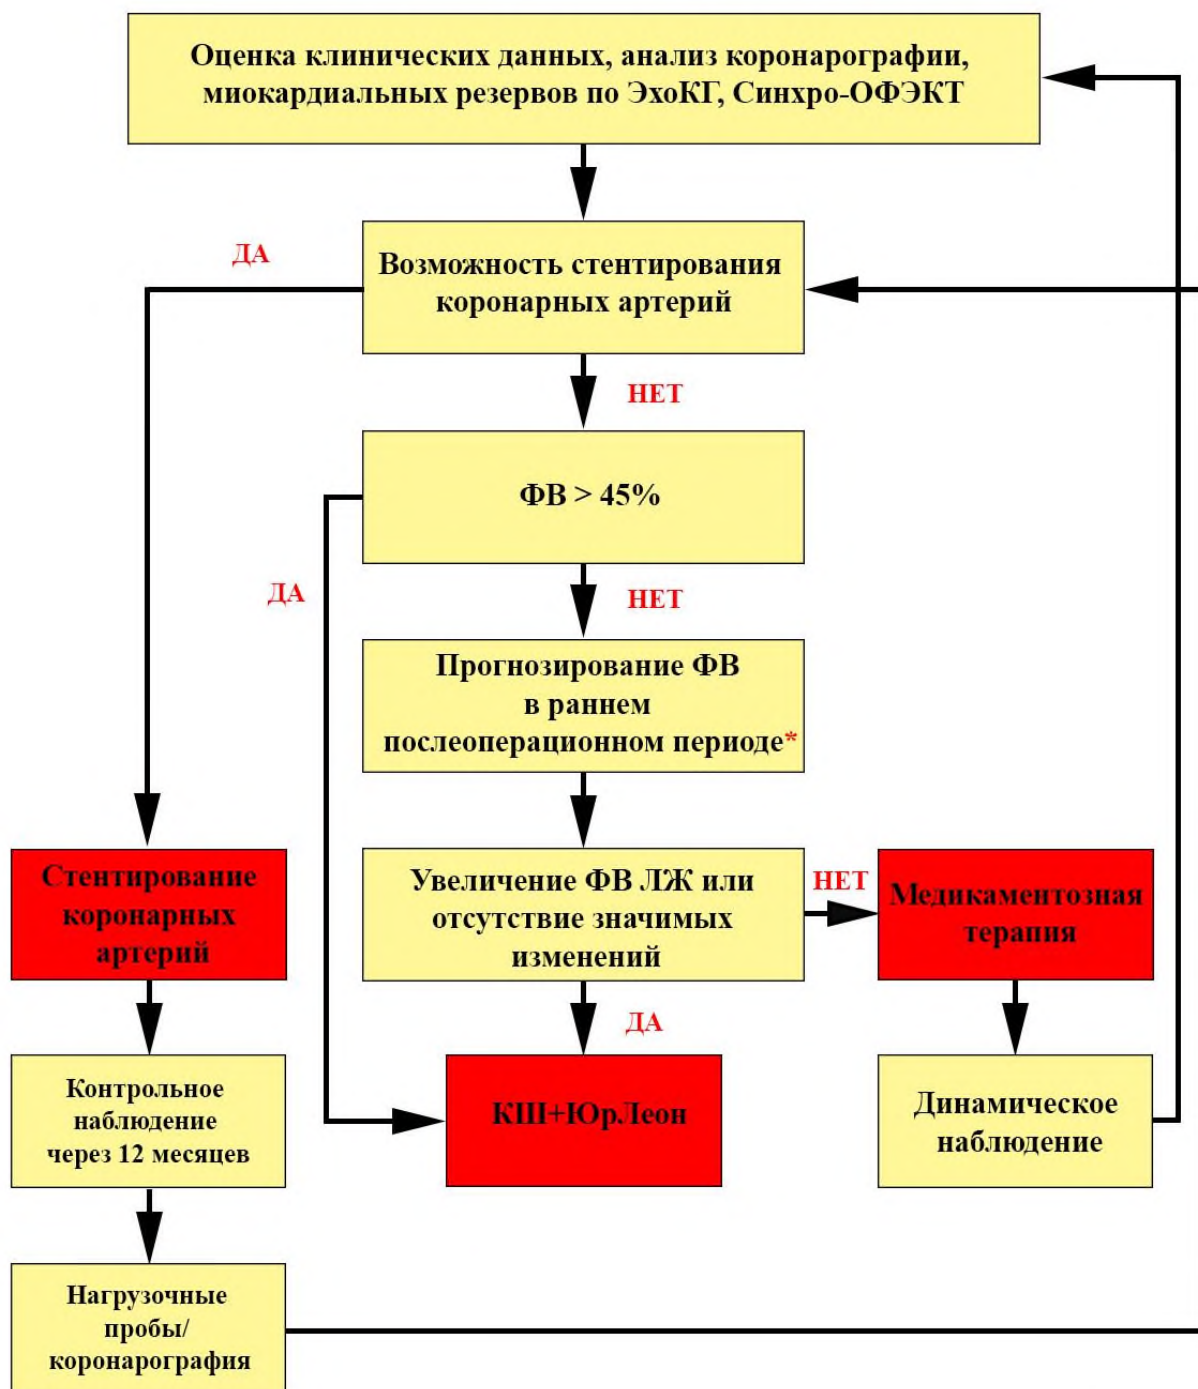 Оценка клинических данных, анализ коронарографии,
миокардиальных резервов по ЭхоКГ, Синхро-ОФЭКТ
ДА
Возможность стентирования
коронарных артерий
НЕТ
ФВ > 45%
ДА
НЕТ
Прогнозирование ФВ
в раннем
послеоперационном периоде*
Стентирование
коронарных
артерий
Увеличение ФВ ЛЖ или
отсутствие значимых
изменений
НЕТ
Медикаментозная
терапия
ДА
Контрольное
наблюдение
через 12 месяцев
КШ+ЮрЛеон
Динамическое
наблюдение
Нагрузочные
пробы/
коронарография